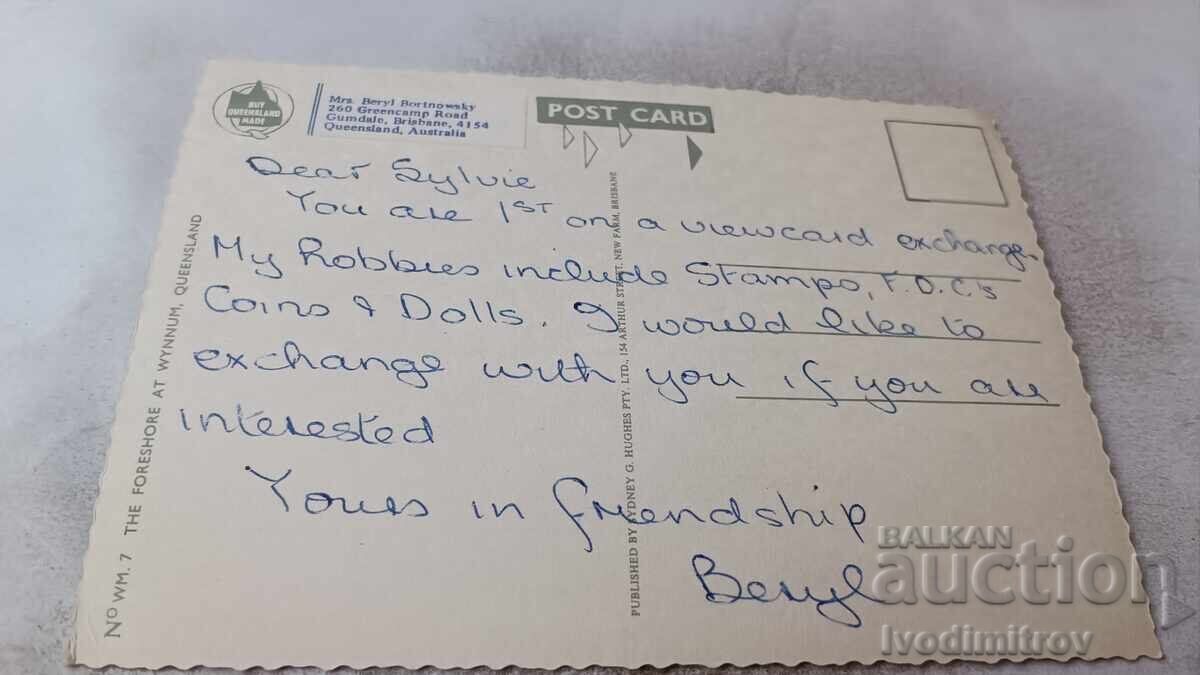 BUY
QUEENSLAND
MADE
Mrs. Beryl Bortnowsky
260 Greencamp Road
Gumdale, Brisbane, 4154
Queensland, Australia
POST CARD
Dear Sylvie
You are 1ST on a viewcard exchange.
My Hobbies include Stamps, F.D.C's
Coins & Dolls. I would like to
exchange with you if you are
interested
Yours in friendship
Beryl
No WM. 7 THE FORESHORE AT WYNNUM, QUEENSLAND
PUBLISHED BY SYDNEY G. HUGHES PTY. LTD., 154 ARTHUR STREET, NEW FARM, BRISBANE
BALKAN
auction
Ivodimitrov